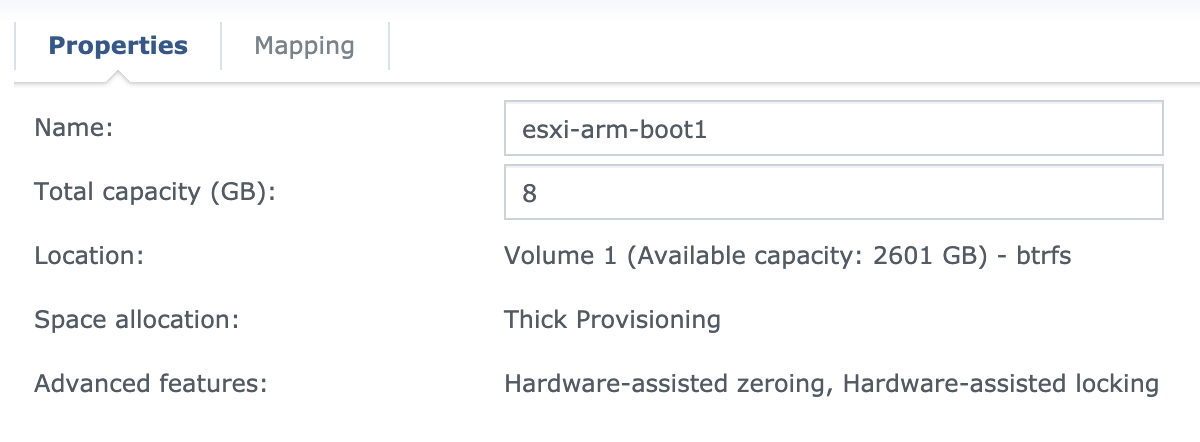 Properties Mapping
Name: esxi-arm-boot1
Total capacity (GB): 8
Location: Volume 1 (Available capacity: 2601 GB) - btrfs
Space allocation: Thick Provisioning
Advanced features: Hardware-assisted zeroing, Hardware-assisted locking